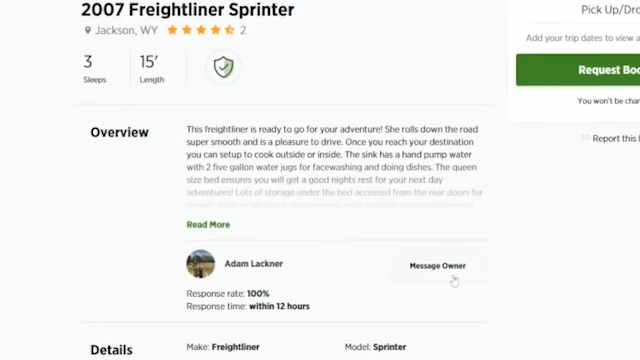 2007 Freightliner Sprinter
Jackson, WY 2
3 15'
Sleeps Length
Pick Up/Dro
Add your trip dates to view a
Request Boo
You won't be char
Report this
Overview
This freightliner is ready to go for your adventure! She rolls down the road
super smooth and is a pleasure to drive. Once you reach your destination
you can setup to cook outside or inside. The sink has a hand pump water
with 2 five gallon water jugs for facewashing and doing dishes. The queen
size bed ensures you will get a good nights rest for your next day
adventures! Lots of storage under the bed accessed from the rear doors for
Read More
Adam Lackner
Message Owner
Response rate: 100%
Response time: within 12 hours
Details
Make: Freightliner Model: Sprinter